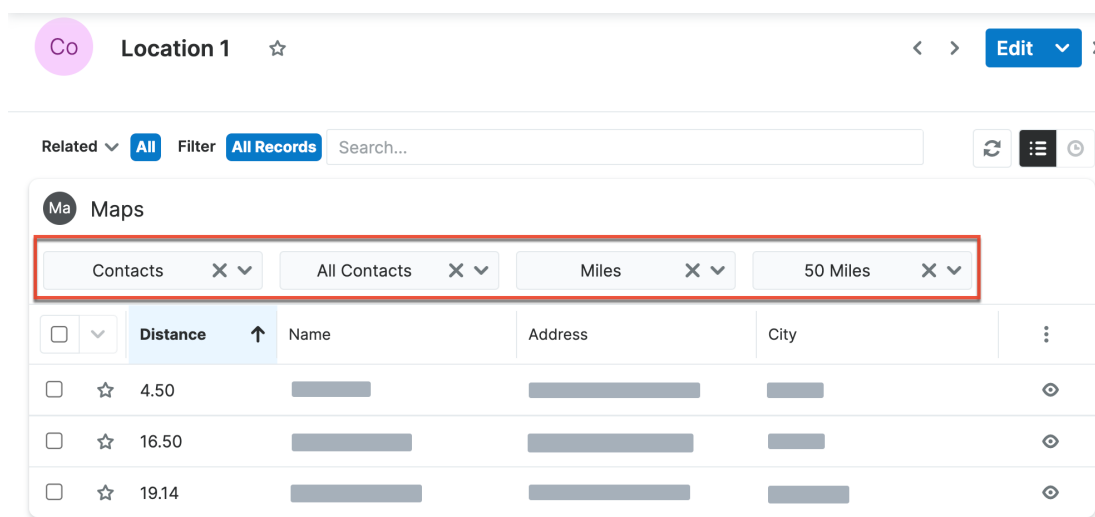 Co Location 1 Edit
Related All Filter All Records Search...
Ma Maps
Contacts All Contacts Miles 50 Miles
Distance Name Address City
4.50
16.50
19.14